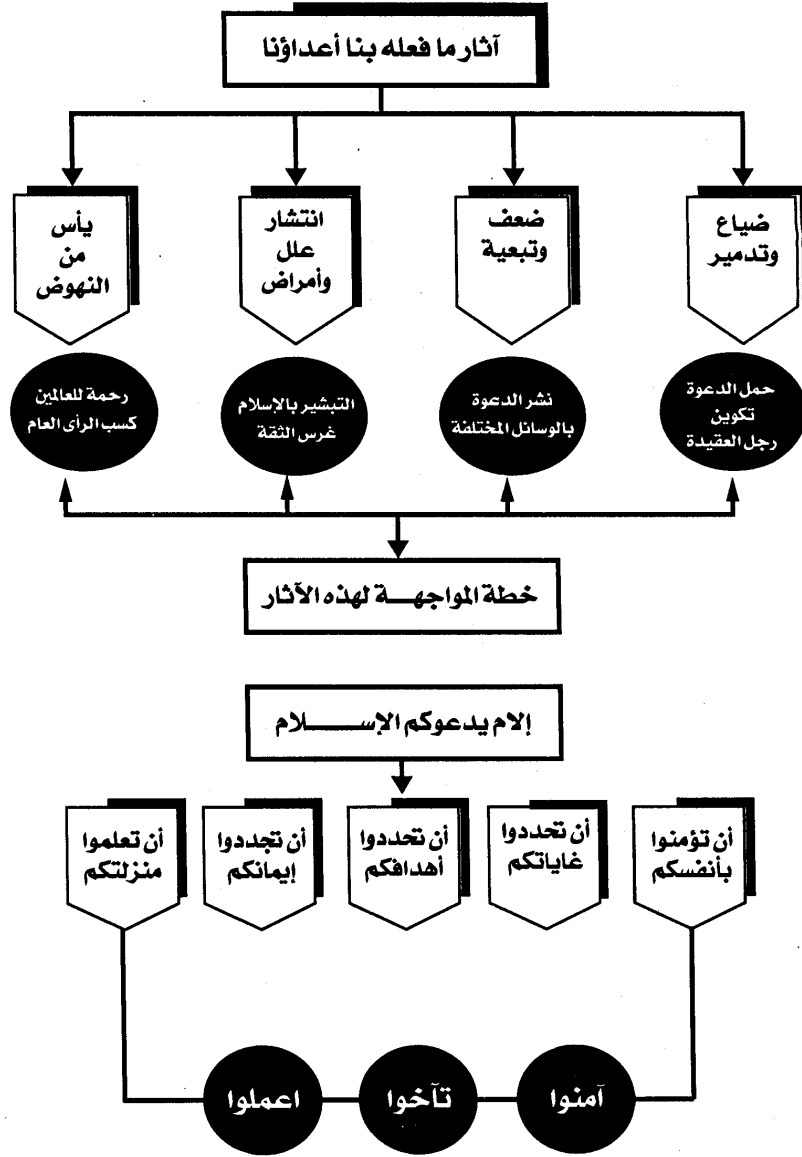 آثار ما فعله بنا أعداؤنا
ضياع
وتدمير
ضعف
وتبعية
انتشار
علل
وأمراض
يأس
من
النهوض
حمل الدعوة
تكوين
رجل العقيدة
نشر الدعوة
بالوسائل المختلفة
التبشير بالإسلام
غرس الثقة
رحمة للعالمين
كسب الرأى العام
خطة المواجهـــة لهذه الآثار
إلام يدعوكم الإســـــلام
أن تؤمنوا
بأنفسكم
أن تحددوا
غاياتكم
أن تحددوا
أهدافكم
أن تجددوا
إيمانكم
أن تعلموا
منزلتكم
آمنوا
تآخوا
اعملوا